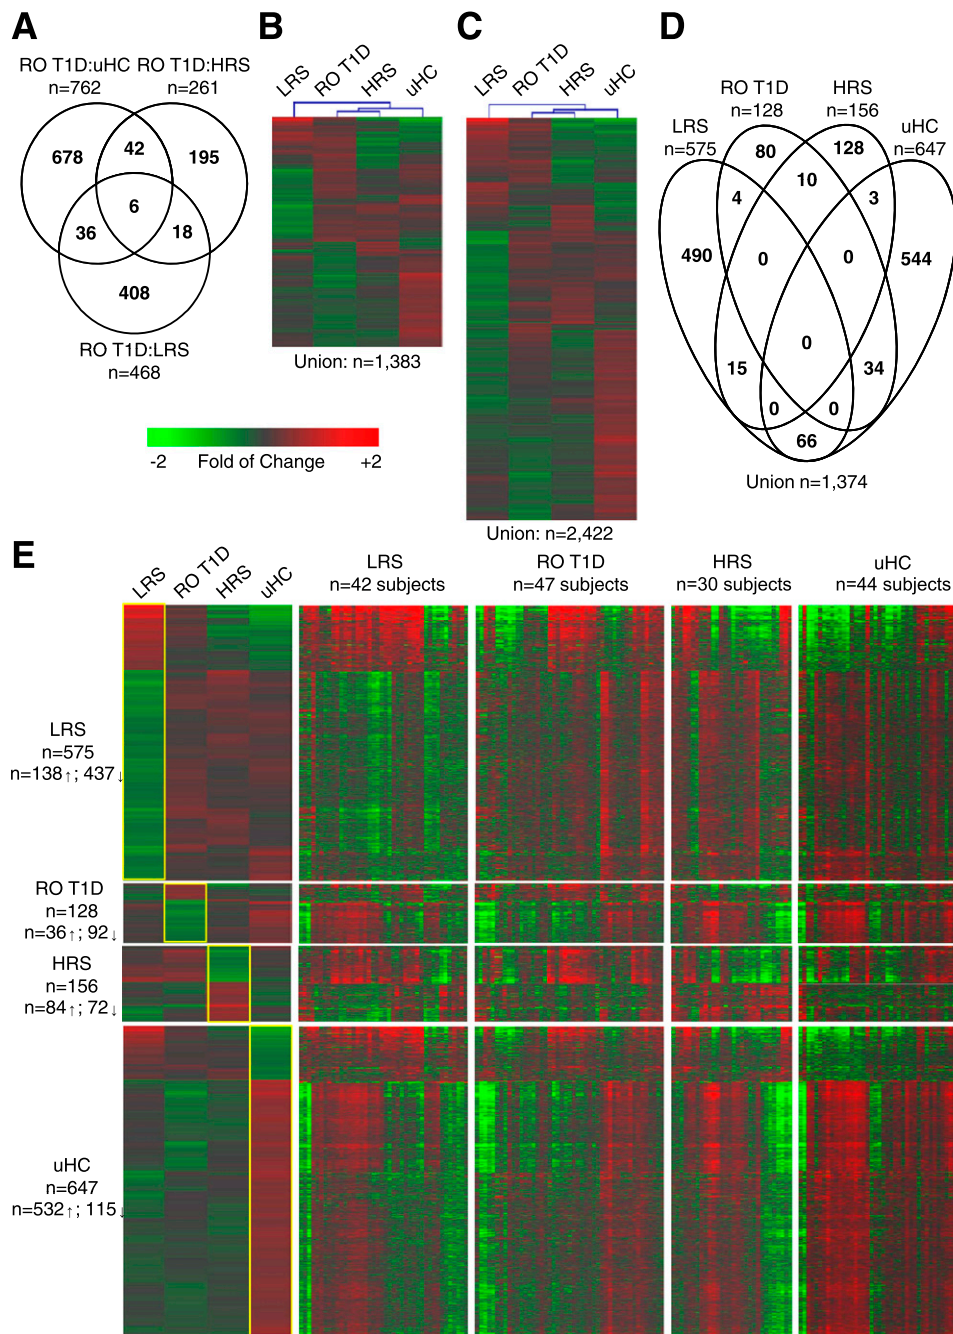 A
RO T1D:uHC RO T1D:HRS
n=762 n=261
678 42 195
6
36 18
408
RO T1D:LRS
n=468
B
LRS RO T1D HRS uHC
Union: n=1,383
-2 Fold of Change +2
C
LRS RO T1D HRS uHC
Union: n=2,422
D
RO T1D HRS
n=128 n=156
LRS uHC
n=575 n=647
80 128
10
4 3
490 0 0 544
0
15 34
0 0
66
Union n=1,374
E
LRS RO T1D HRS uHC
LRS
n=42 subjects
RO T1D
n=47 subjects
HRS
n=30 subjects
uHC
n=44 subjects
LRS
n=575
n=138↑; 437↓
RO T1D
n=128
n=36↑; 92↓
HRS
n=156
n=84↑; 72↓
uHC
n=647
n=532↑; 115↓